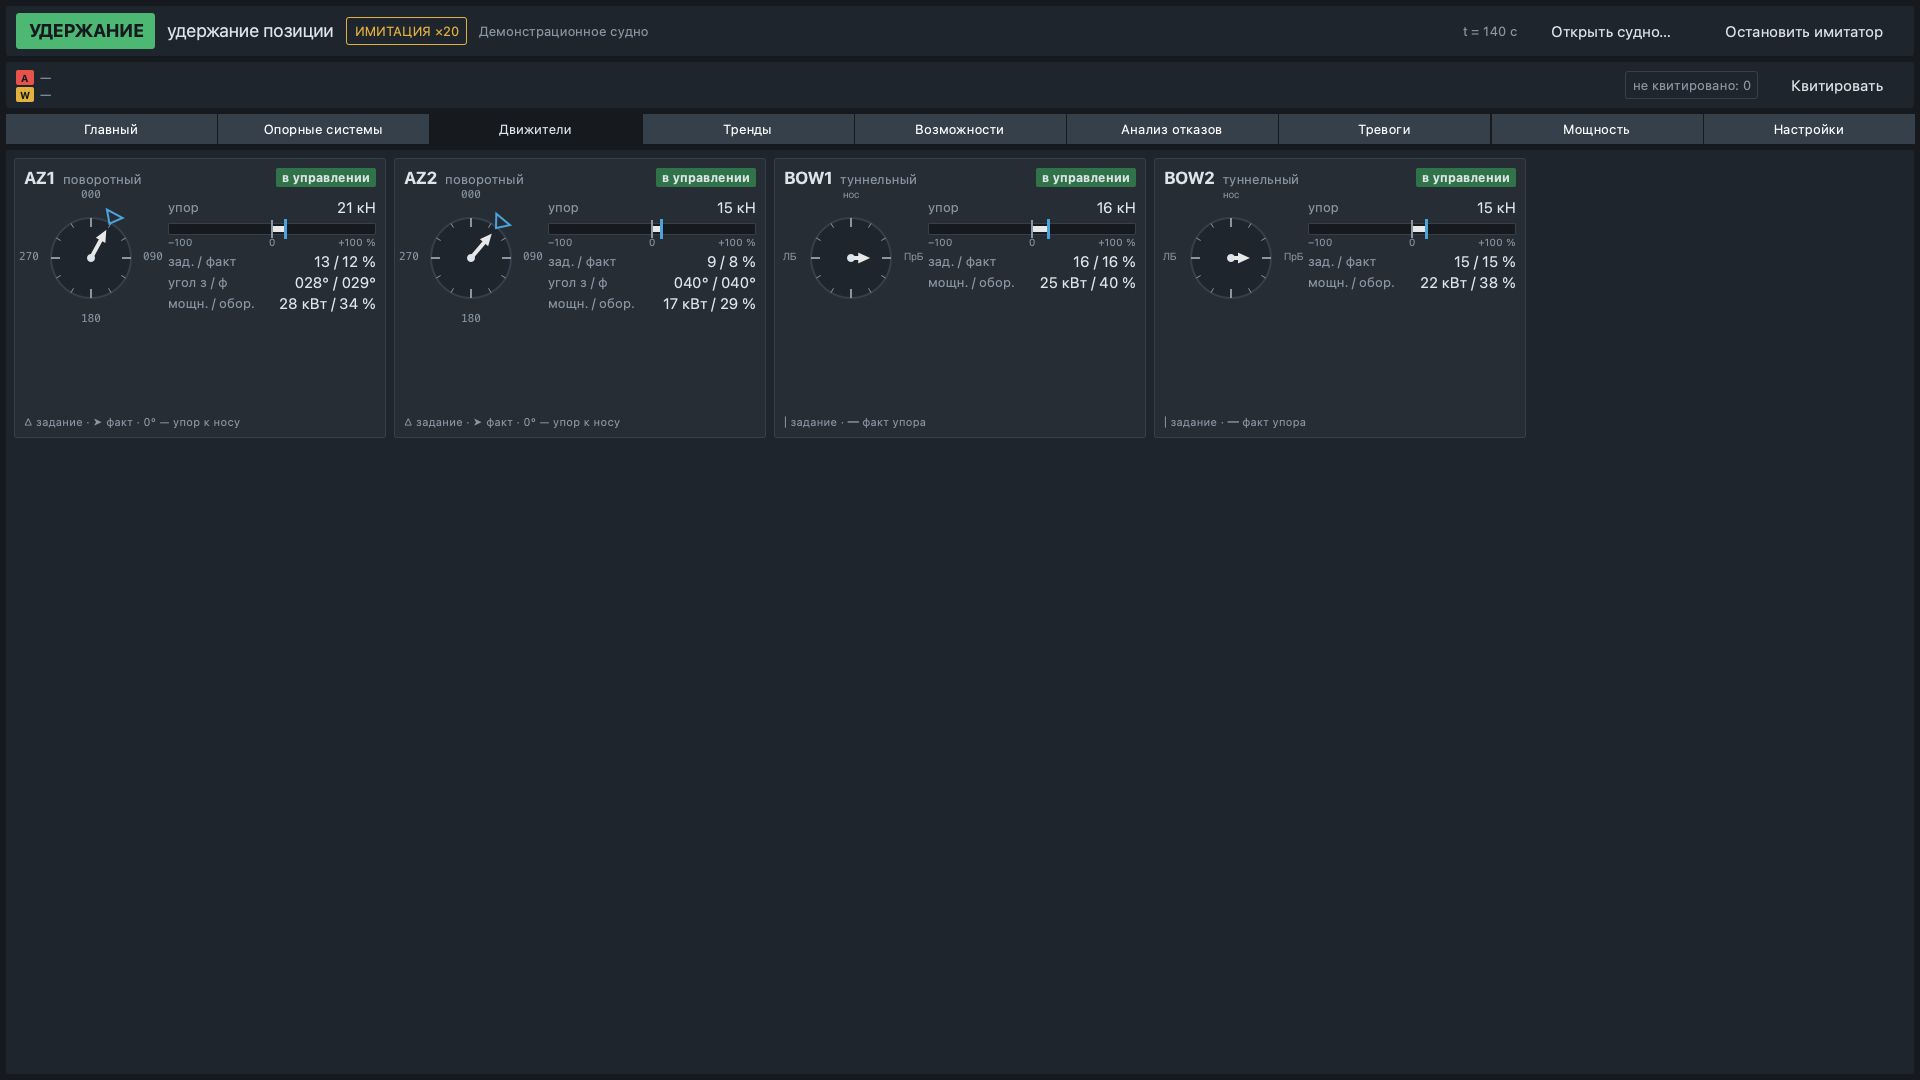 УДЕРЖАНИЕ удержание позиции ИМИТАЦИЯ ×20 Демонстрационное судно t = 140 с Открыть судно... Остановить имитатор
A —
W —
не квитировано: 0 Квитировать
Главный Опорные системы Движители Тренды Возможности Анализ отказов Тревоги Мощность Настройки
AZ1 поворотный в управлении
000
270 090
180
упор 21 кН
−100 0 +100 %
зад. / факт 13 / 12 %
угол з / ф 028° / 029°
мощн. / обор. 28 кВт / 34 %
∆ задание · ➤ факт · 0° — упор к носу
AZ2 поворотный в управлении
000
270 090
180
упор 15 кН
−100 0 +100 %
зад. / факт 9 / 8 %
угол з / ф 040° / 040°
мощн. / обор. 17 кВт / 29 %
∆ задание · ➤ факт · 0° — упор к носу
BOW1 туннельный в управлении
нос
ЛБ ПрБ
упор 16 кН
−100 0 +100 %
зад. / факт 16 / 16 %
мощн. / обор. 25 кВт / 40 %
| задание · — факт упора
BOW2 туннельный в управлении
нос
ЛБ ПрБ
упор 15 кН
−100 0 +100 %
зад. / факт 15 / 15 %
мощн. / обор. 22 кВт / 38 %
| задание · — факт упора